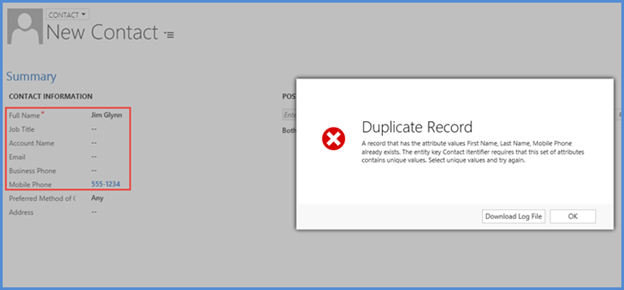 CONTACT
New Contact
Summary
CONTACT INFORMATION
Full Name * Jim Glynn
Job Title --
Account Name --
Email --
Business Phone --
Mobile Phone 555-1234
Preferred Method of C Any
Address --
POS
Ente
Both
Duplicate Record
A record that has the attribute values First Name, Last Name, Mobile Phone
already exists. The entity key Contact Itentifier requires that this set of attributes
contains unique values. Select unique values and try again.
Download Log File OK